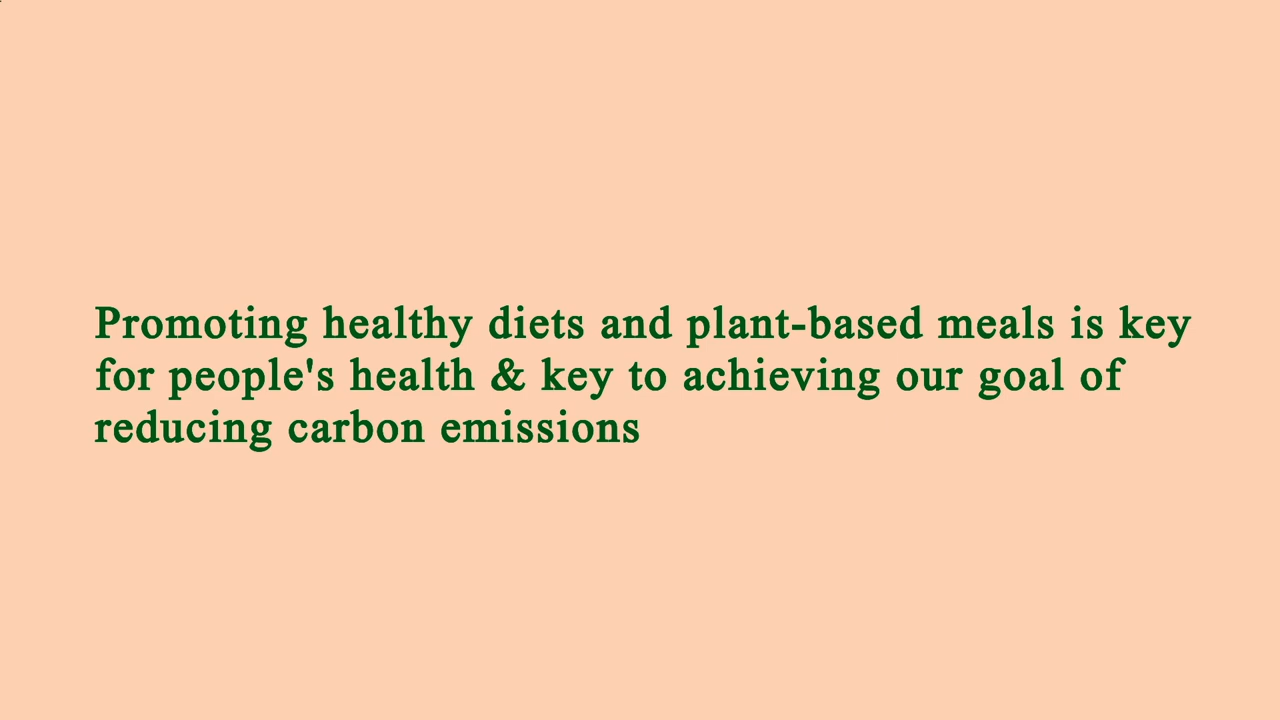 Promoting healthy diets and plant-based meals is key
for people's health & key to achieving our goal of
reducing carbon emissions